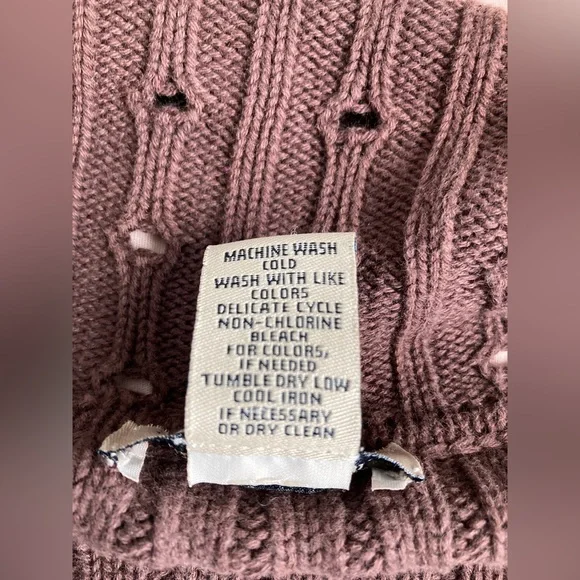 MACHINE WASH
COLD
WASH WITH LIKE
COLORS
DELICATE CYCLE
NON-CHLORINE
BLEACH
FOR COLORS,
IF NEEDED
TUMBLE DRY LOW
COOL IRON
IF NECESSARY
OR DRY CLEAN